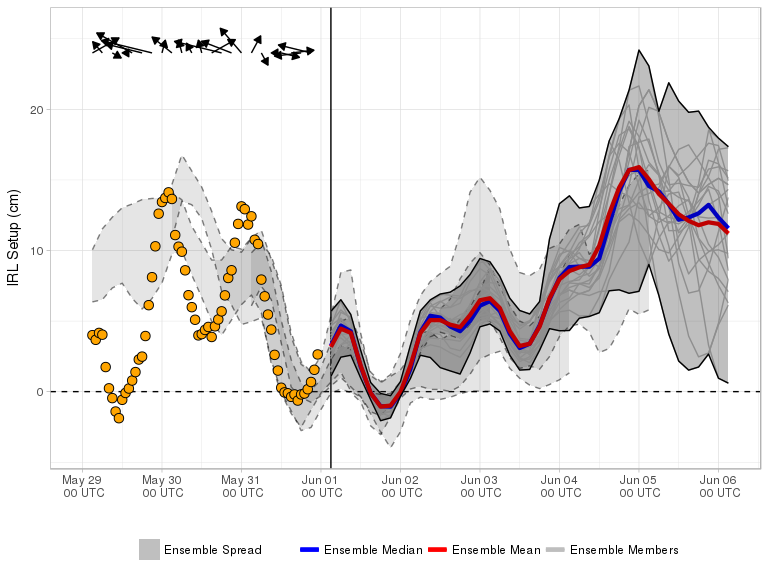 IRL Setup (cm)
20
10
0
May 29 May 30 May 31 Jun 01 Jun 02 Jun 03 Jun 04 Jun 05 Jun 06
00 UTC 00 UTC 00 UTC 00 UTC 00 UTC 00 UTC 00 UTC 00 UTC 00 UTC
Ensemble Spread Ensemble Median Ensemble Mean Ensemble Members